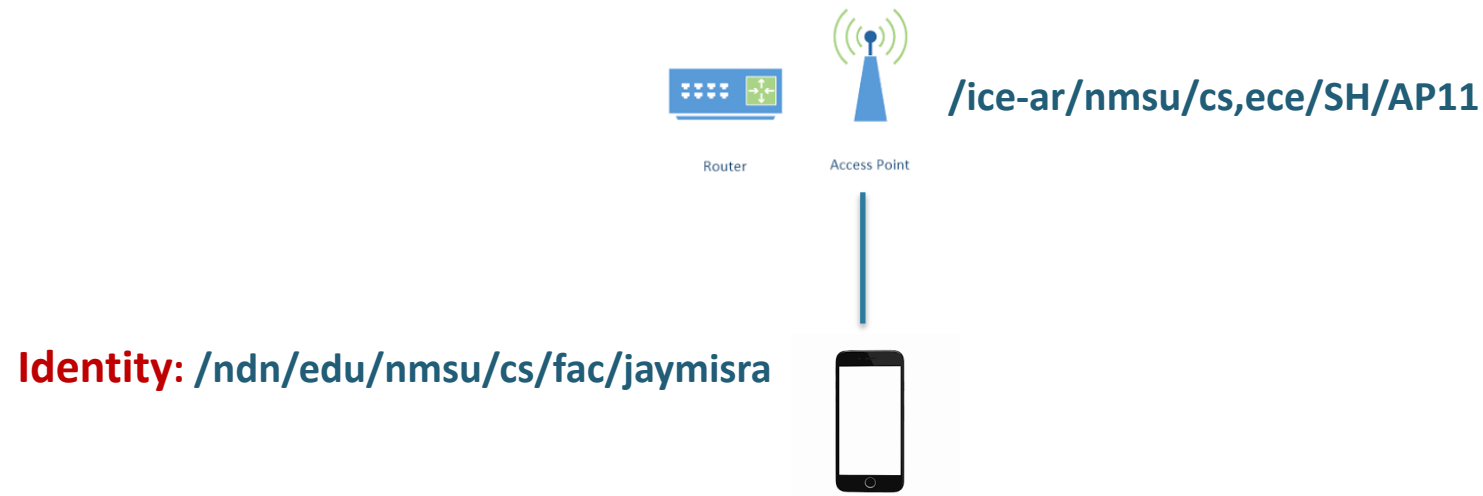 /ice-ar/nmsu/cs,ece/SH/AP11
Router
Access Point
Identity: /ndn/edu/nmsu/cs/fac/jaymisra